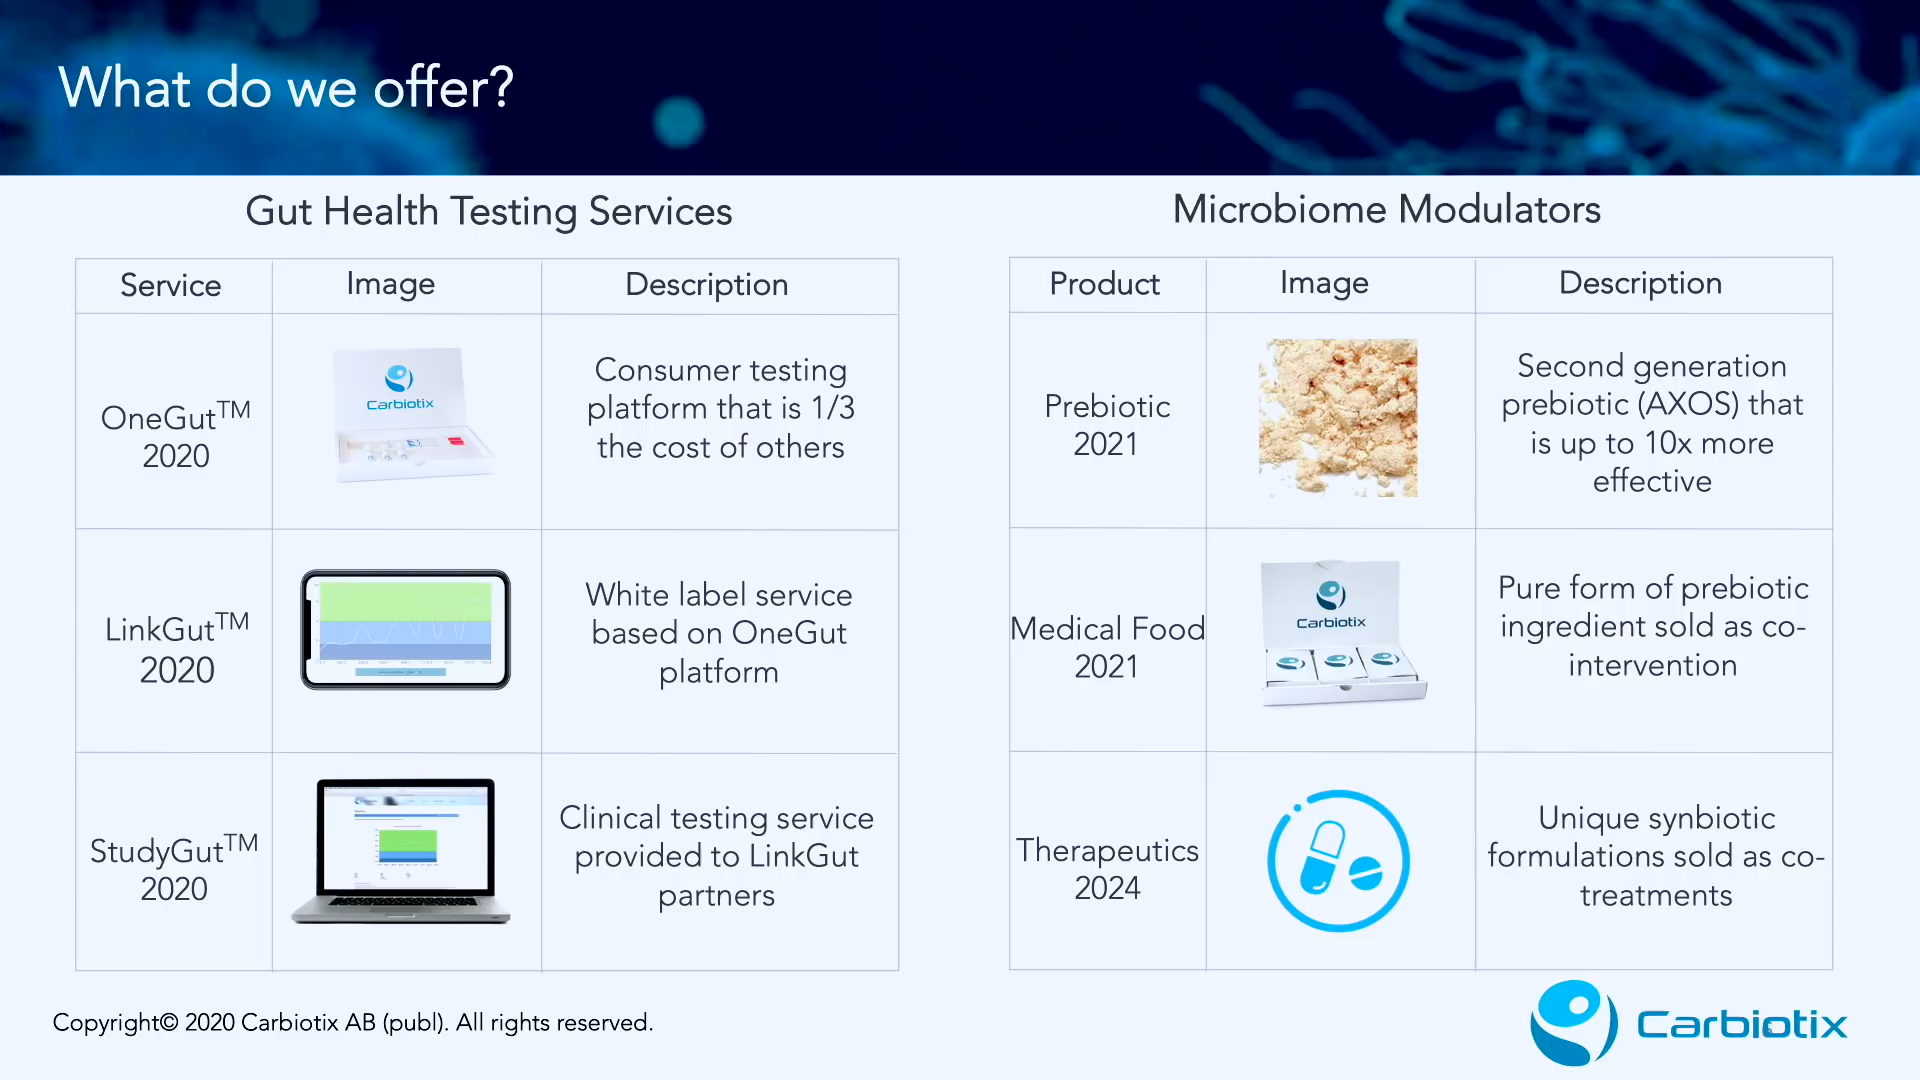 What do we offer?
Gut Health Testing Services
Service
Image
Description
OneGut™
2020
Carbiotix
Consumer testing
platform that is 1/3
the cost of others
LinkGut™
2020
White label service
based on OneGut
platform
StudyGut™
2020
Clinical testing service
provided to LinkGut
partners
Microbiome Modulators
Product
Image
Description
Prebiotic
2021
Second generation
prebiotic (AXOS) that
is up to 10x more
effective
Medical Food
2021
Carbiotix
Pure form of prebiotic
ingredient sold as co-
intervention
Therapeutics
2024
Unique synbiotic
formulations sold as co-
treatments
Copyright© 2020 Carbiotix AB (publ). All rights reserved.
Carbiotix